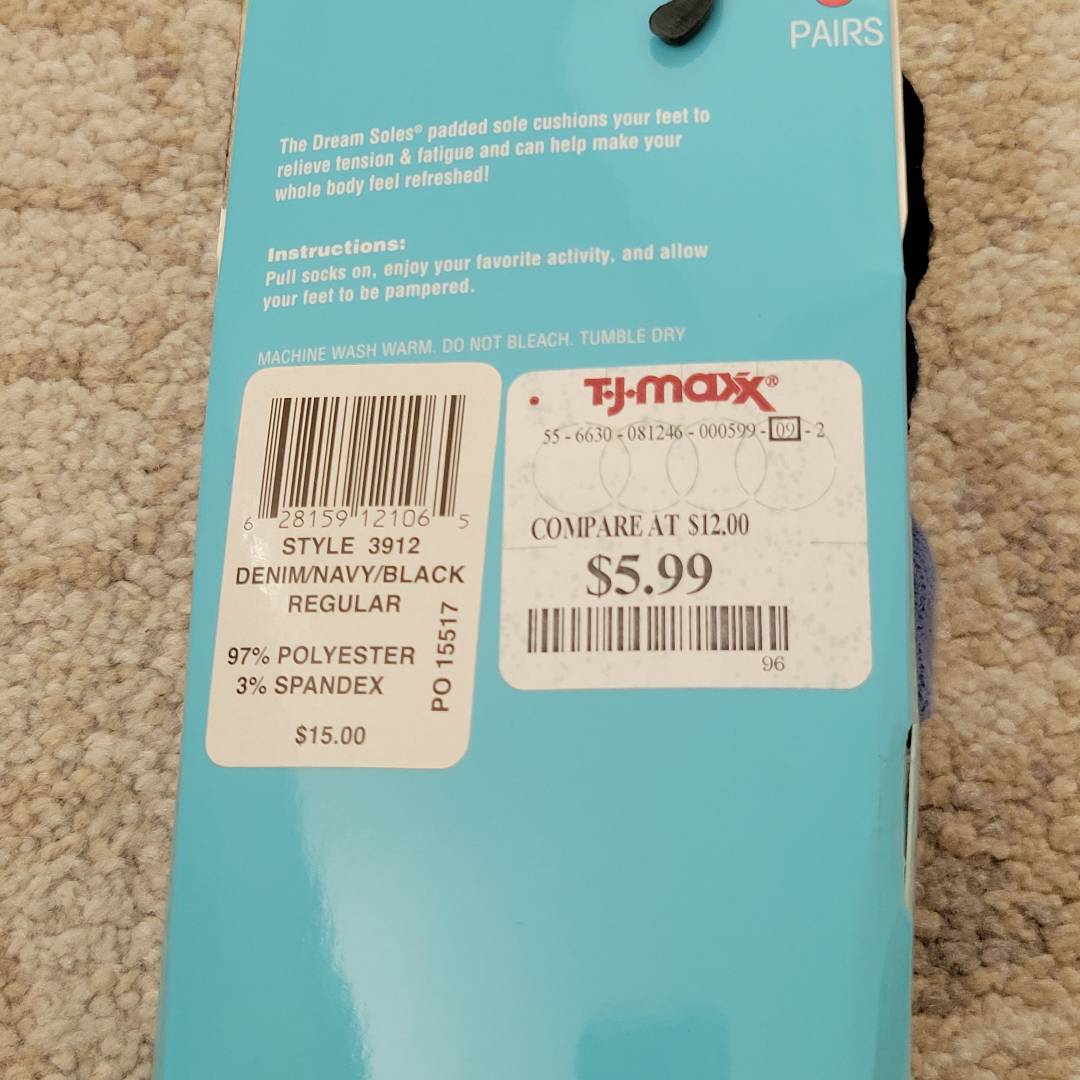 PAIRS
The Dream Soles® padded sole cushions your feet to
relieve tension & fatigue and can help make your
whole body feel refreshed!
Instructions:
Pull socks on, enjoy your favorite activity, and allow
your feet to be pampered.
MACHINE WASH WARM. DO NOT BLEACH. TUMBLE DRY
6 28159 12106 5
STYLE 3912
DENIM/NAVY/BLACK
REGULAR
97% POLYESTER
3% SPANDEX
PO 15517
$15.00
T·J·maxx®
55 - 6630 - 081246 - 000599 - 09 - 2
COMPARE AT $12.00
$5.99
96